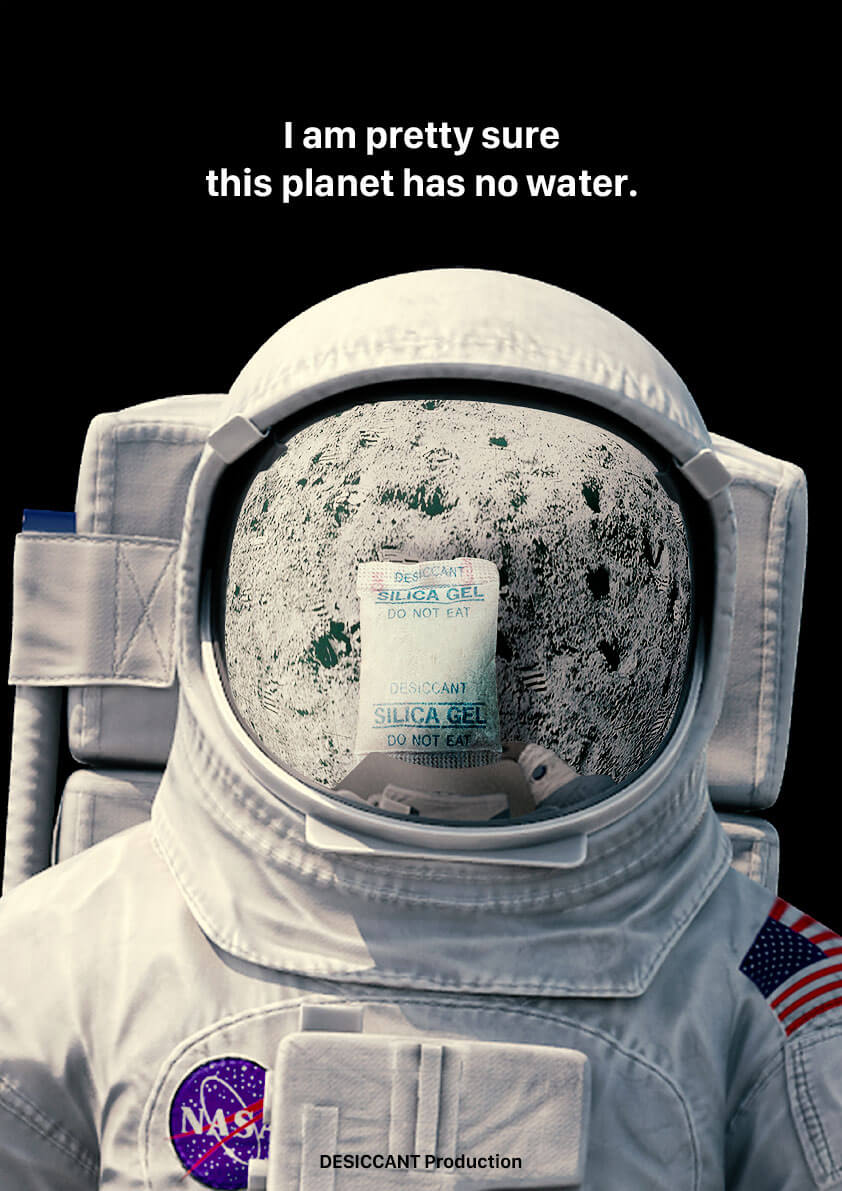 I am pretty sure
this planet has no water.
DESICCANT
SILICA GEL
DO NOT EAT
DESICCANT
SILICA GEL
DO NOT EAT
NASA
DESICCANT Production